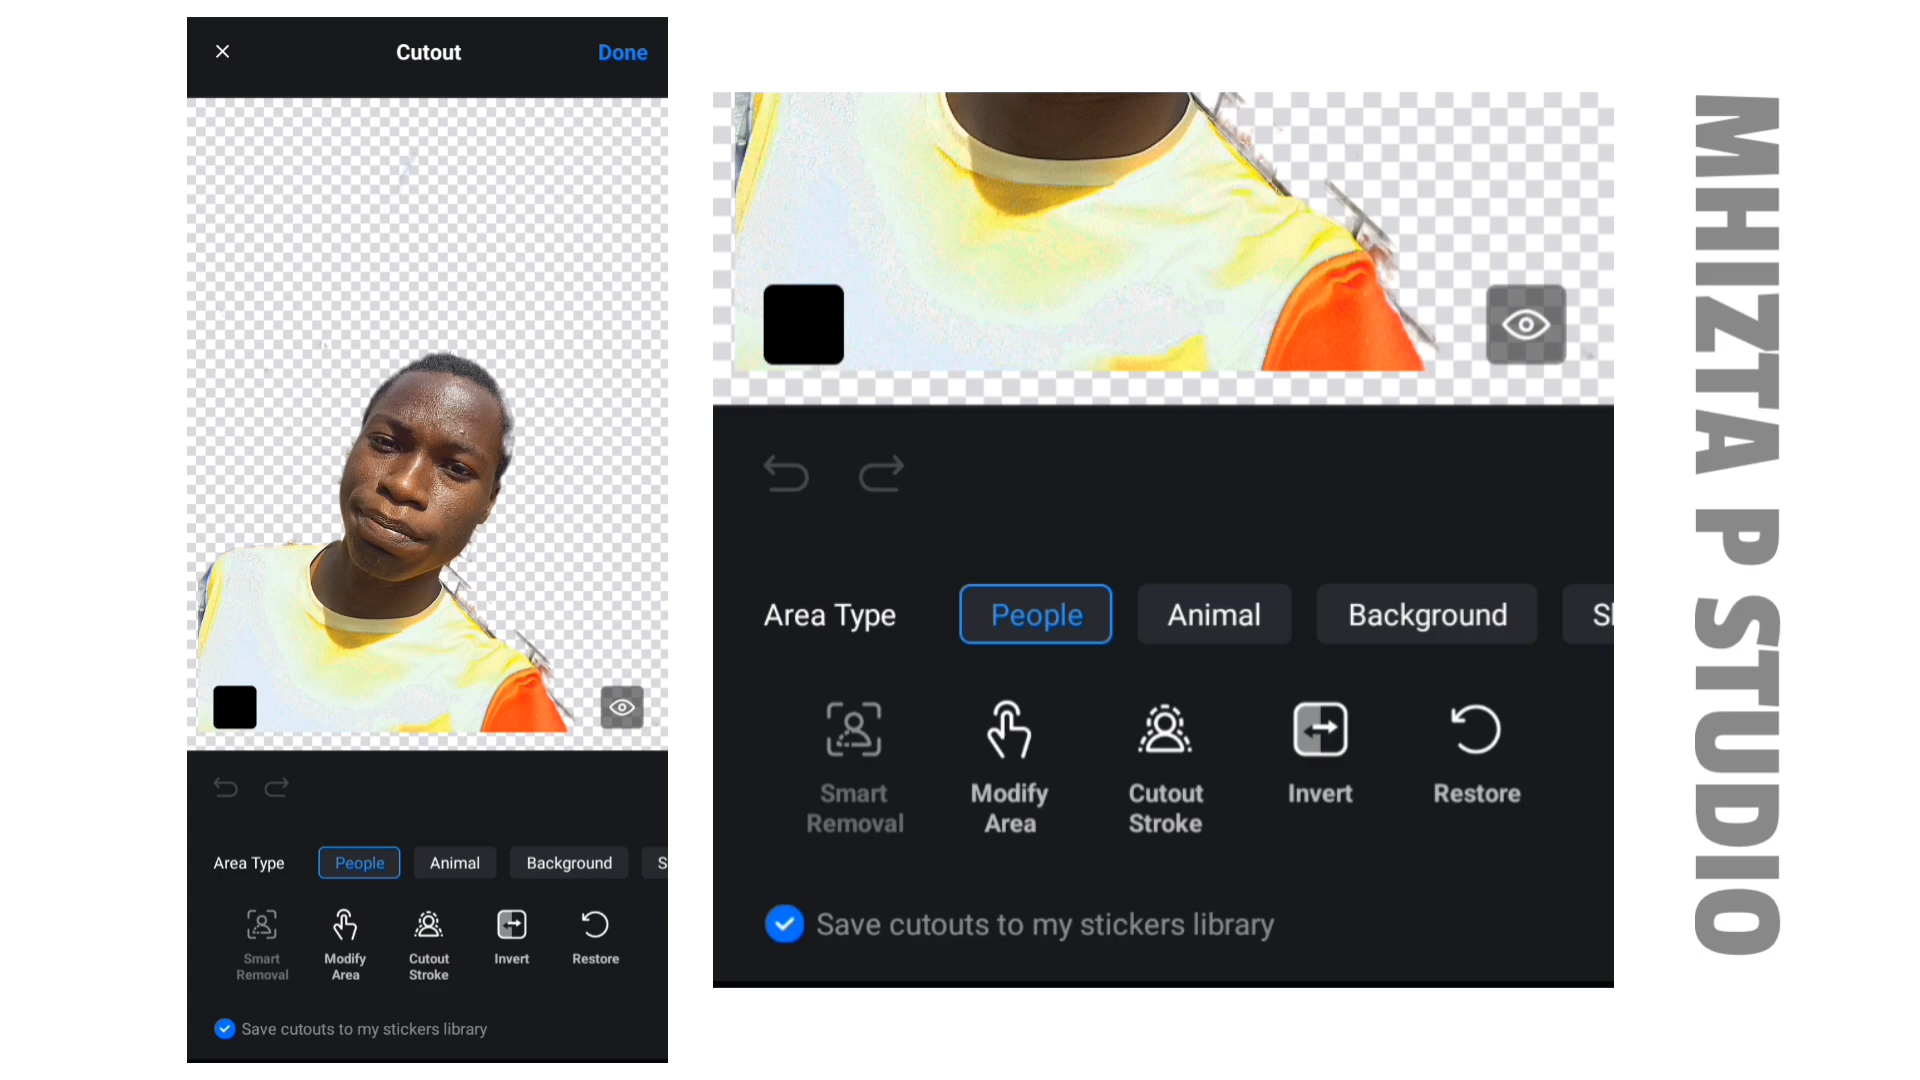 Cutout
Done
Area Type
People
Animal
Background
S
Smart
Removal
Modify
Area
Cutout
Stroke
Invert
Restore
Save cutouts to my stickers library
Area Type
People
Animal
Background
Smart
Removal
Modify
Area
Cutout
Stroke
Invert
Restore
Save cutouts to my stickers library
MHIZTA P STUDIO